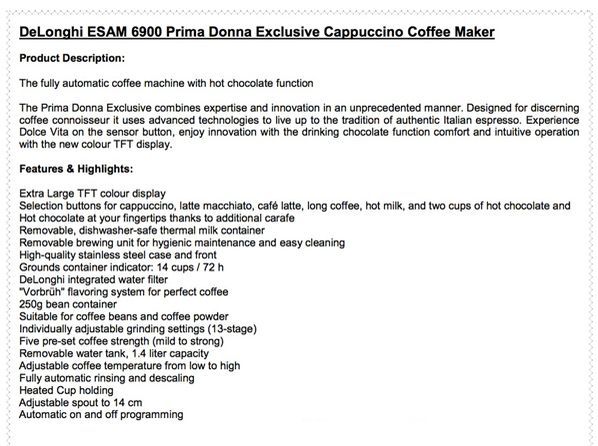 DeLonghi ESAM 6900 Prima Donna Exclusive Cappuccino Coffee Maker
Product Description:
The fully automatic coffee machine with hot chocolate function
The Prima Donna Exclusive combines expertise and innovation in an unprecedented manner. Designed for discerning
coffee connoisseur it uses advanced technologies to live up to the tradition of authentic Italian espresso. Experience
Dolce Vita on the sensor button, enjoy innovation with the drinking chocolate function comfort and intuitive operation
with the new colour TFT display.
Features & Highlights:
Extra Large TFT colour display
Selection buttons for cappuccino, latte macchiato, café latte, long coffee, hot milk, and two cups of hot chocolate and
Hot chocolate at your fingertips thanks to additional carafe
Removable, dishwasher-safe thermal milk container
Removable brewing unit for hygienic maintenance and easy cleaning
High-quality stainless steel case and front
Grounds container indicator: 14 cups / 72 h
DeLonghi integrated water filter
"Vorbrüh" flavoring system for perfect coffee
250g bean container
Suitable for coffee beans and coffee powder
Individually adjustable grinding settings (13-stage)
Five pre-set coffee strength (mild to strong)
Removable water tank, 1.4 liter capacity
Adjustable coffee temperature from low to high
Fully automatic rinsing and descaling
Heated Cup holding
Adjustable spout to 14 cm
Automatic on and off programming